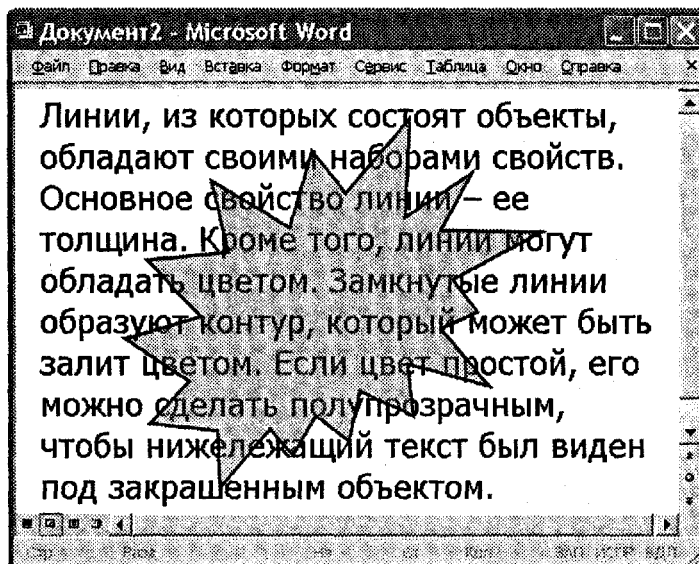 Документ2 - Microsoft Word
Файл Правка Вид Вставка Формат Сервис Таблица Окно Справка
Линии, из которых состоят объекты,
обладают своими наборами свойств.
Основное свойство линии – ее
толщина. Кроме того, линии могут
обладать цветом. Замкнутые линии
образуют контур, который может быть
залит цветом. Если цвет простой, его
можно сделать полупрозрачным,
чтобы нижележащий текст был виден
под закрашенным объектом.